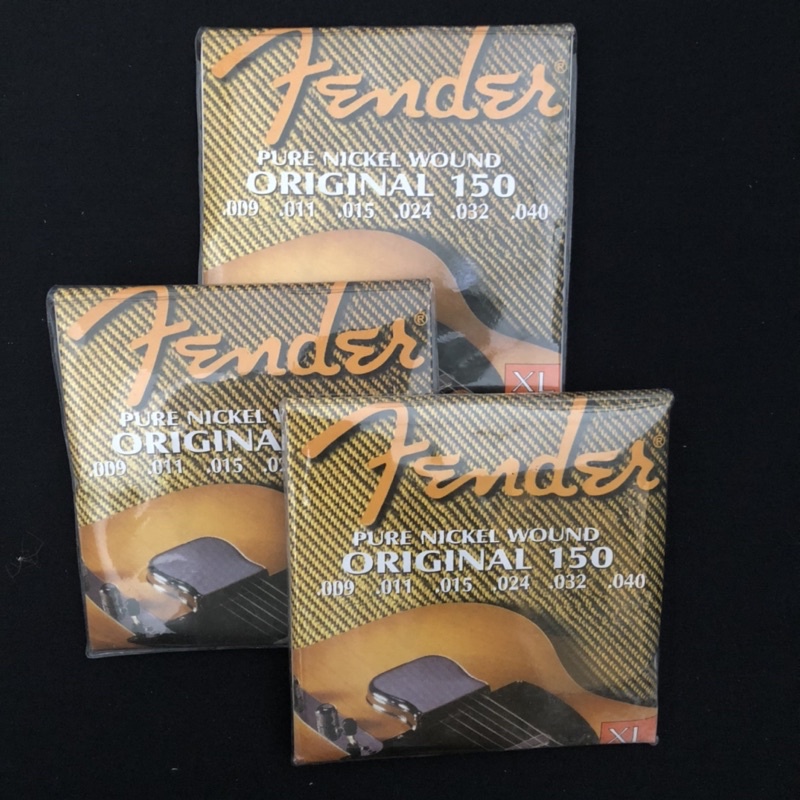 Fender®
PURE NICKEL WOUND
ORIGINAL 150
.009 .011 .015 .024 .032 .040
XL
Fender®
PURE NICKEL
ORIGINA
.009 .011 .015
Fender®
PURE NICKEL WOUND
ORIGINAL 150
.009 .011 .015 .024 .032 .040
XL